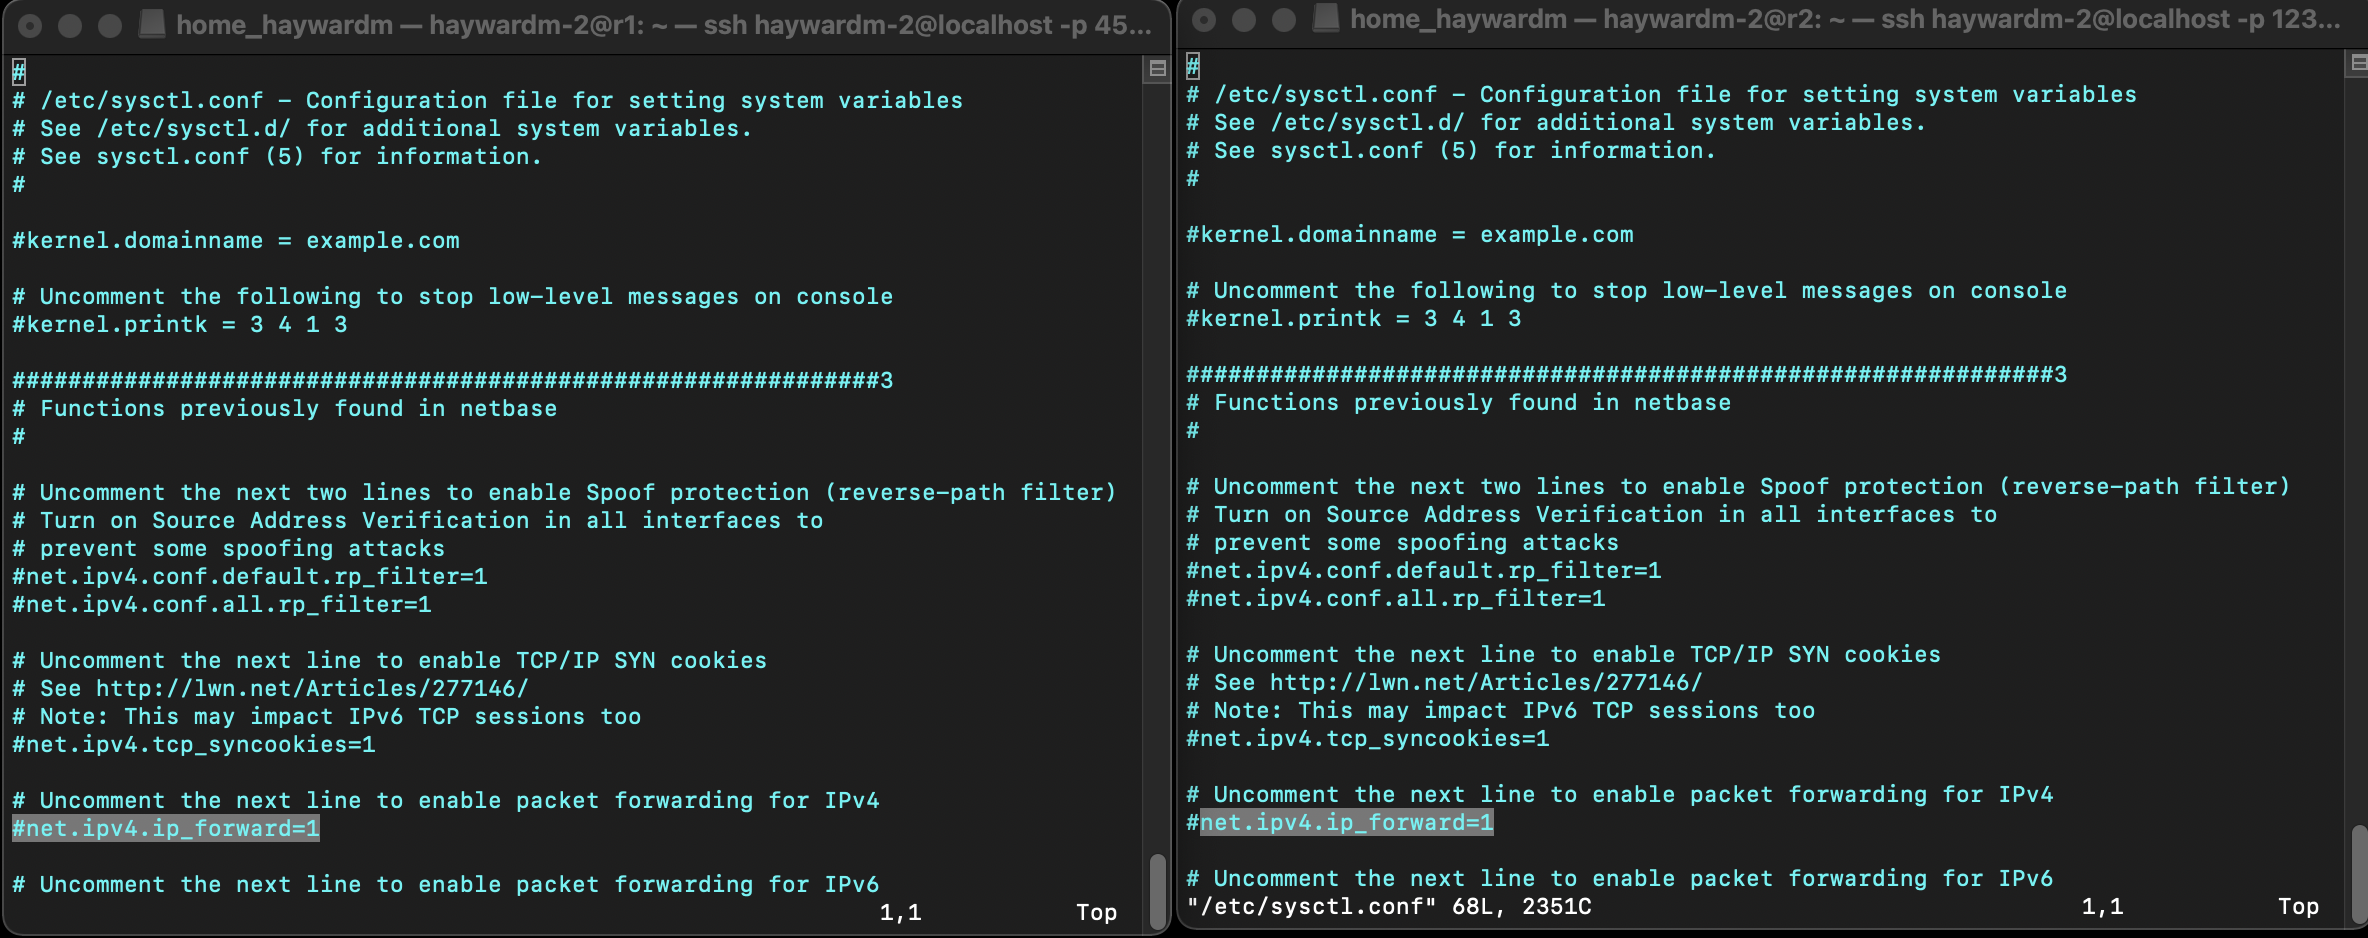 home_haywardm — haywardm-2@r1: ~ — ssh haywardm-2@localhost -p 45...
#
# /etc/sysctl.conf - Configuration file for setting system variables
# See /etc/sysctl.d/ for additional system variables.
# See sysctl.conf (5) for information.
#
#kernel.domainname = example.com
# Uncomment the following to stop low-level messages on console
#kernel.printk = 3 4 1 3
##############################################################3
# Functions previously found in netbase
#
# Uncomment the next two lines to enable Spoof protection (reverse-path filter)
# Turn on Source Address Verification in all interfaces to
# prevent some spoofing attacks
#net.ipv4.conf.default.rp_filter=1
#net.ipv4.conf.all.rp_filter=1
# Uncomment the next line to enable TCP/IP SYN cookies
# See http://lwn.net/Articles/277146/
# Note: This may impact IPv6 TCP sessions too
#net.ipv4.tcp_syncookies=1
# Uncomment the next line to enable packet forwarding for IPv4
#net.ipv4.ip_forward=1
# Uncomment the next line to enable packet forwarding for IPv6
1,1 Top
home_haywardm — haywardm-2@r2: ~ — ssh haywardm-2@localhost -p 123...
#
# /etc/sysctl.conf - Configuration file for setting system variables
# See /etc/sysctl.d/ for additional system variables.
# See sysctl.conf (5) for information.
#
#kernel.domainname = example.com
# Uncomment the following to stop low-level messages on console
#kernel.printk = 3 4 1 3
##############################################################3
# Functions previously found in netbase
#
# Uncomment the next two lines to enable Spoof protection (reverse-path filter)
# Turn on Source Address Verification in all interfaces to
# prevent some spoofing attacks
#net.ipv4.conf.default.rp_filter=1
#net.ipv4.conf.all.rp_filter=1
# Uncomment the next line to enable TCP/IP SYN cookies
# See http://lwn.net/Articles/277146/
# Note: This may impact IPv6 TCP sessions too
#net.ipv4.tcp_syncookies=1
# Uncomment the next line to enable packet forwarding for IPv4
#net.ipv4.ip_forward=1
# Uncomment the next line to enable packet forwarding for IPv6
"/etc/sysctl.conf" 68L, 2351C 1,1 Top